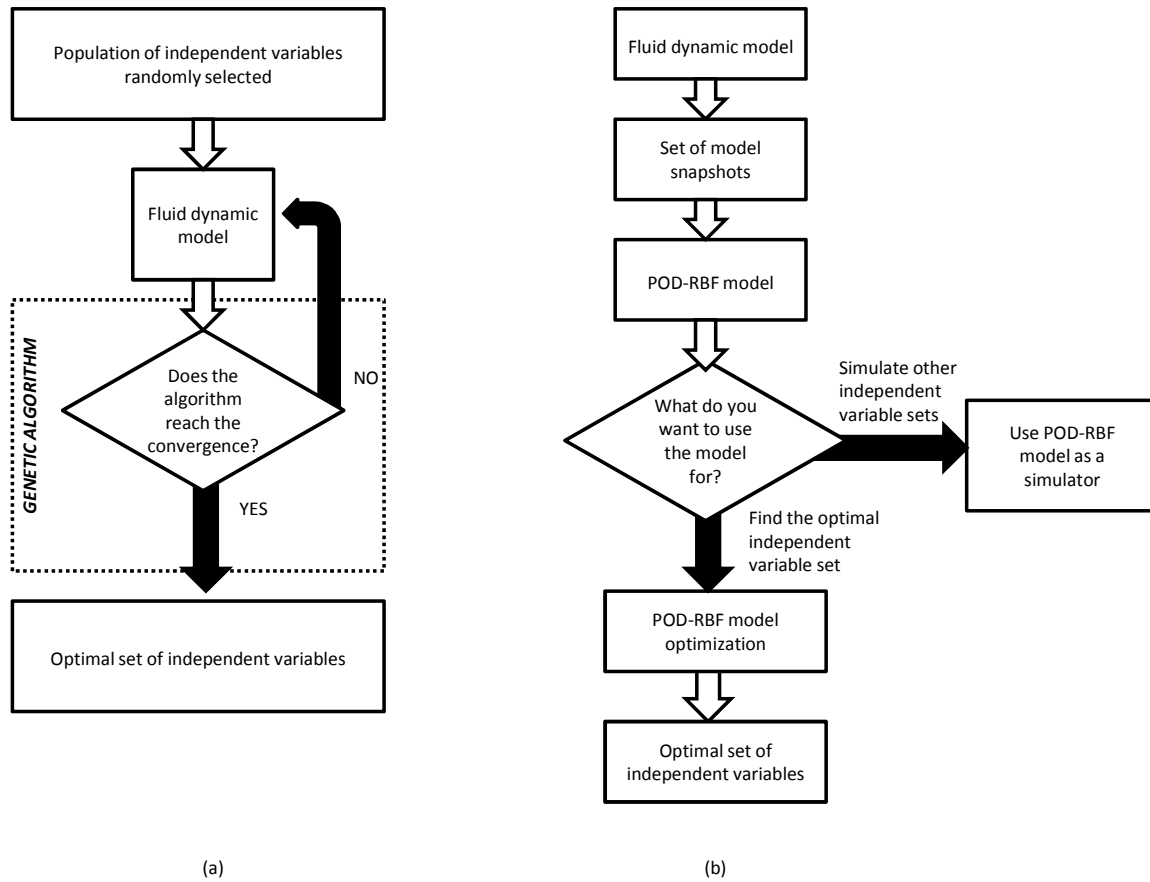 Population of independent variables
randomly selected
Fluid dynamic
model
GENETIC ALGORITHM
Does the
algorithm
reach the
convergence?
NO
YES
Optimal set of independent variables
(a)
Fluid dynamic model
Set of model
snapshots
POD-RBF model
What do you
want to use
the model
for?
Simulate other
independent
variable sets
Use POD-RBF
model as a
simulator
Find the optimal
independent
variable set
POD-RBF model
optimization
Optimal set of
independent variables
(b)